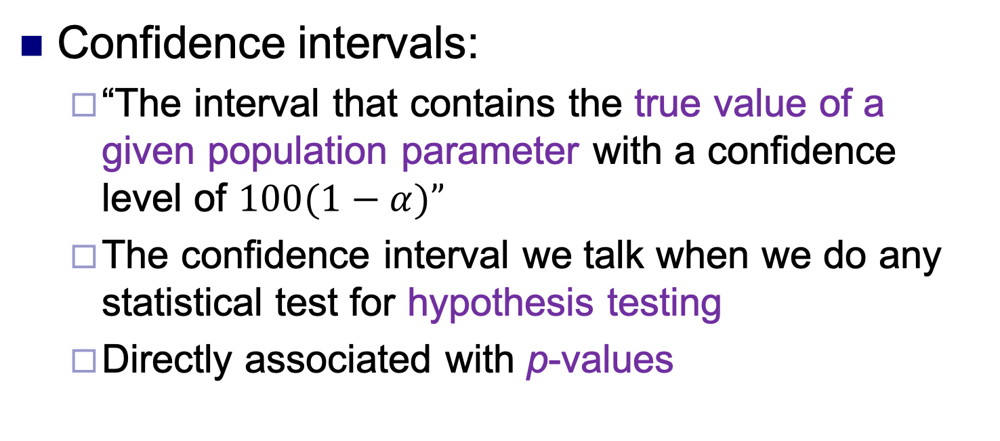 Confidence intervals:
“The interval that contains the true value of a
given population parameter with a confidence
level of 100(1 − α)”
The confidence interval we talk when we do any
statistical test for hypothesis testing
Directly associated with p-values